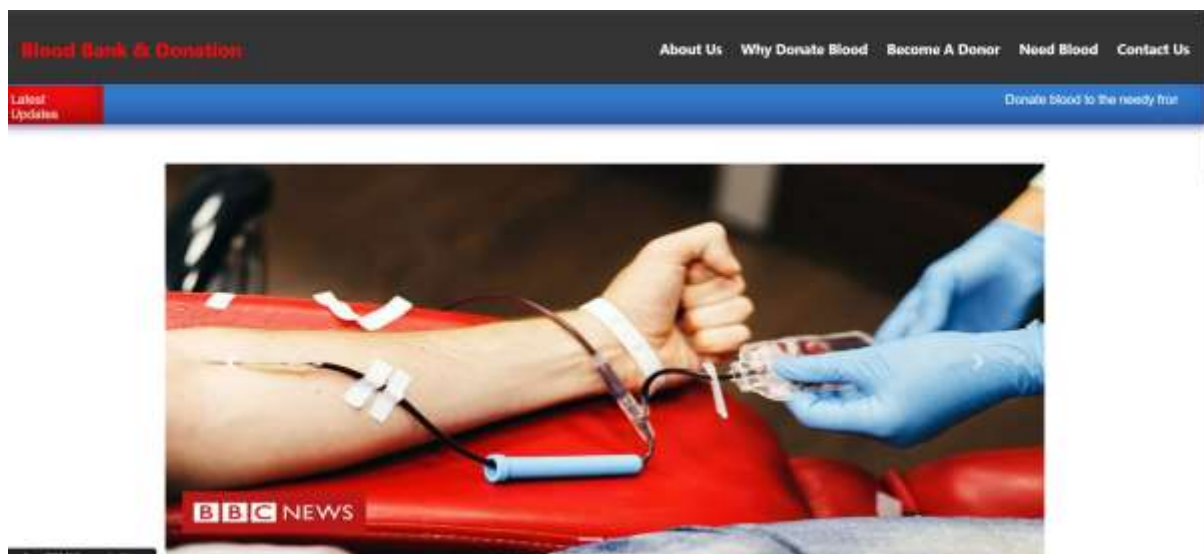 Blood Bank & Donation
About Us Why Donate Blood Become A Donor Need Blood Contact Us
Latest
Updates
Donate blood to the needy
BBC NEWS